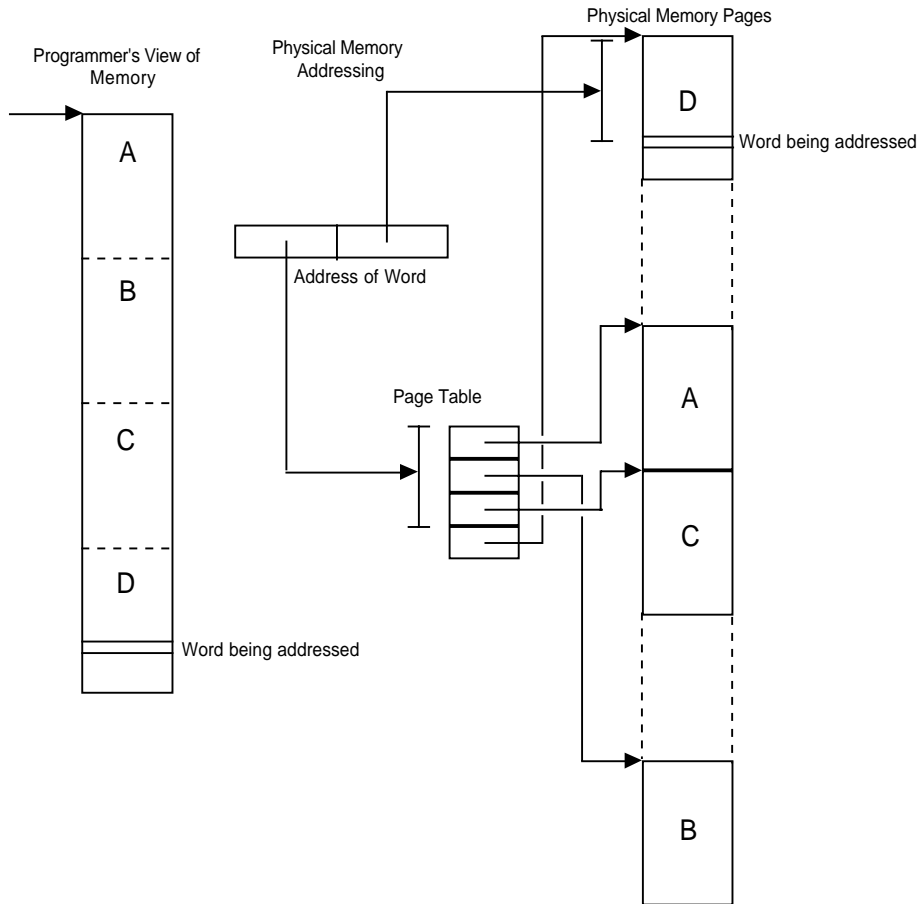 Programmer's View of
Memory
A
B
C
D
Word being addressed
Physical Memory
Addressing
Address of Word
Page Table
Physical Memory Pages
D
Word being addressed
A
C
B